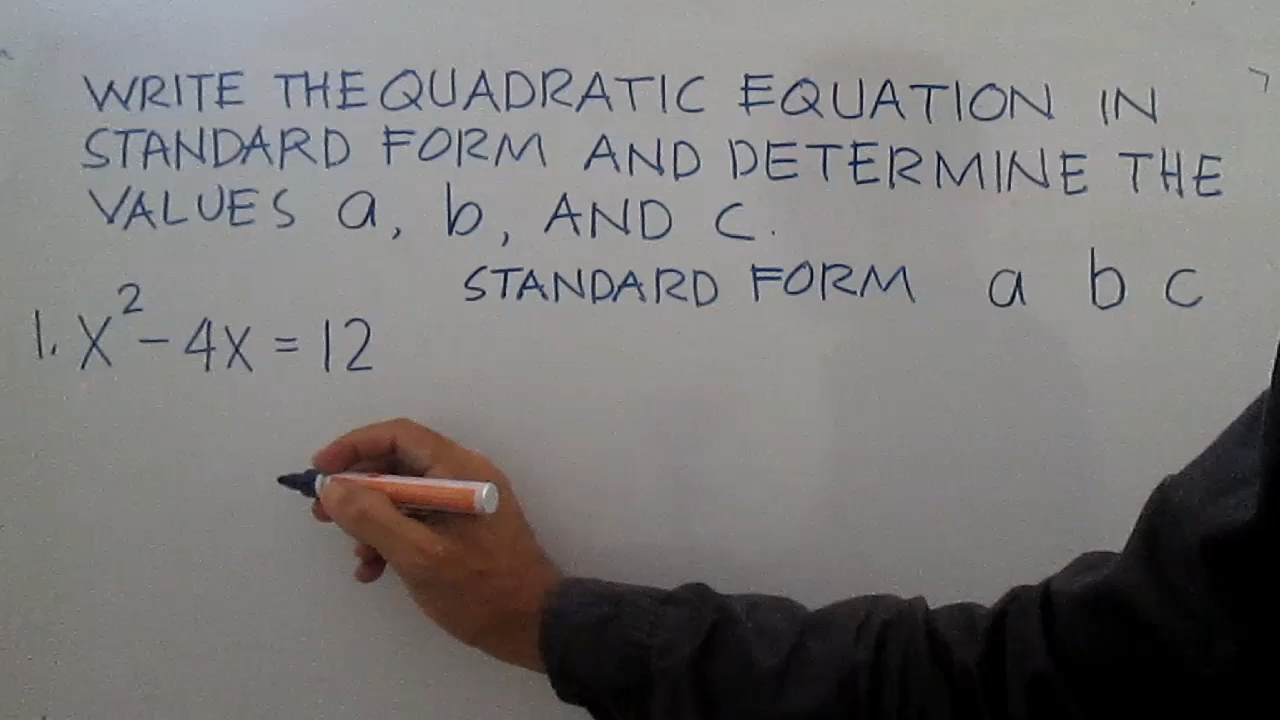 WRITE THE QUADRATIC EQUATION IN
STANDARD FORM AND DETERMINE THE
VALUES a, b, AND c.
STANDARD FORM a b c
1. x² - 4x = 12